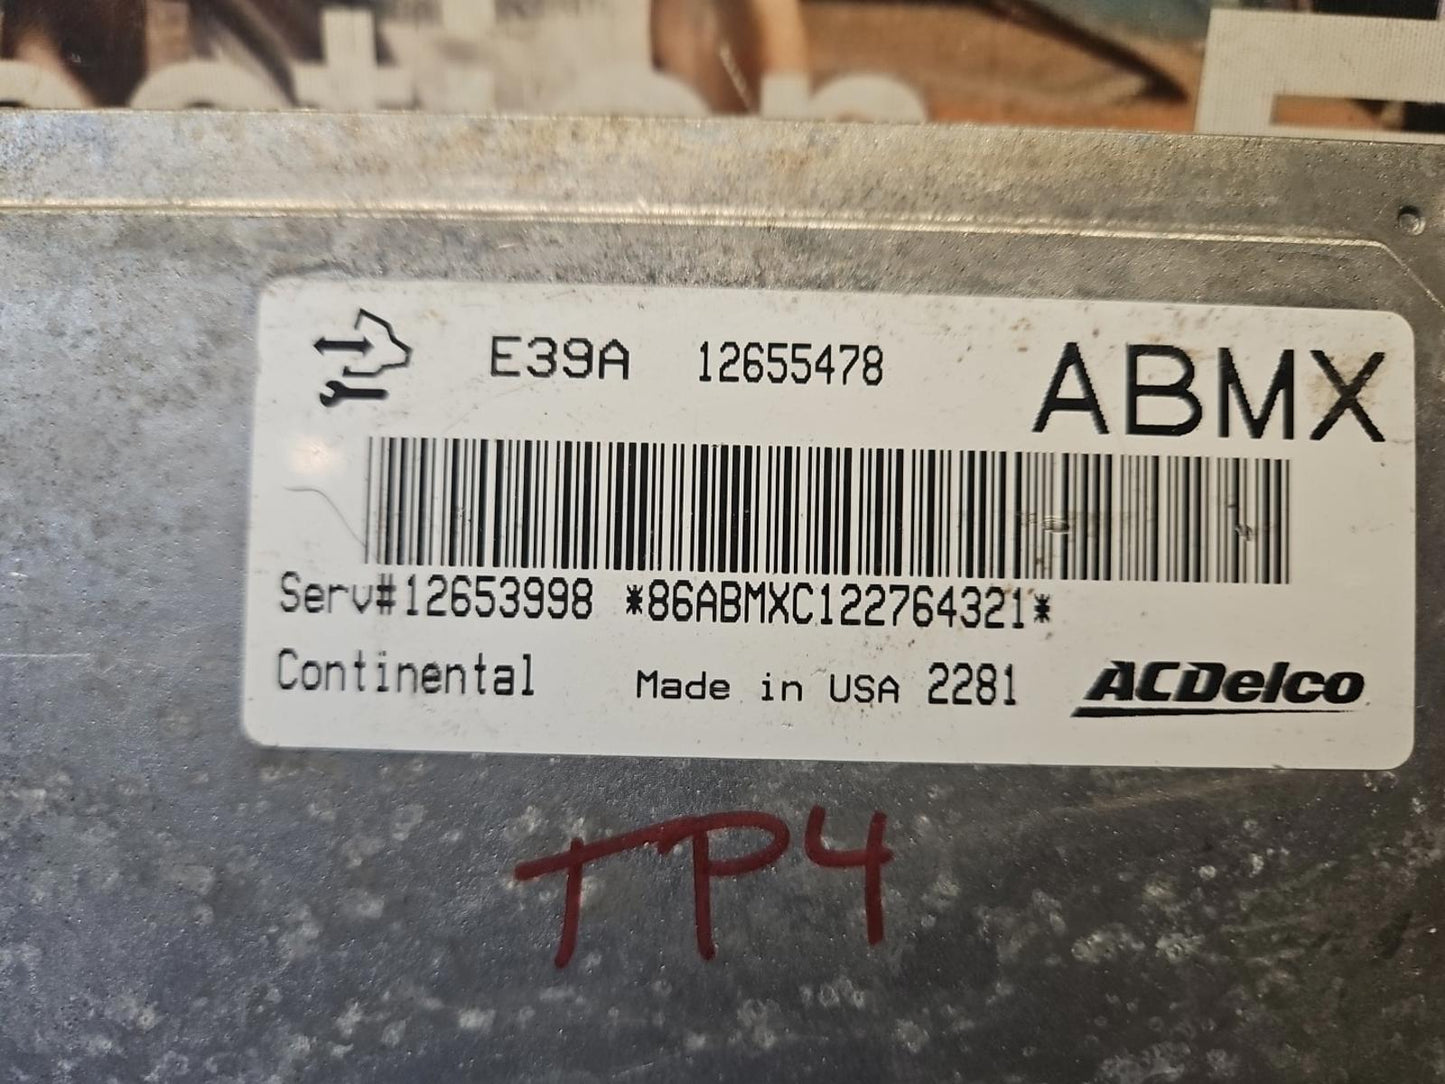 E39A 12655478 ABMX
Serv#12653998 *86ABMXC122764321*
Continental Made in USA 2281 ACDelco
TP4